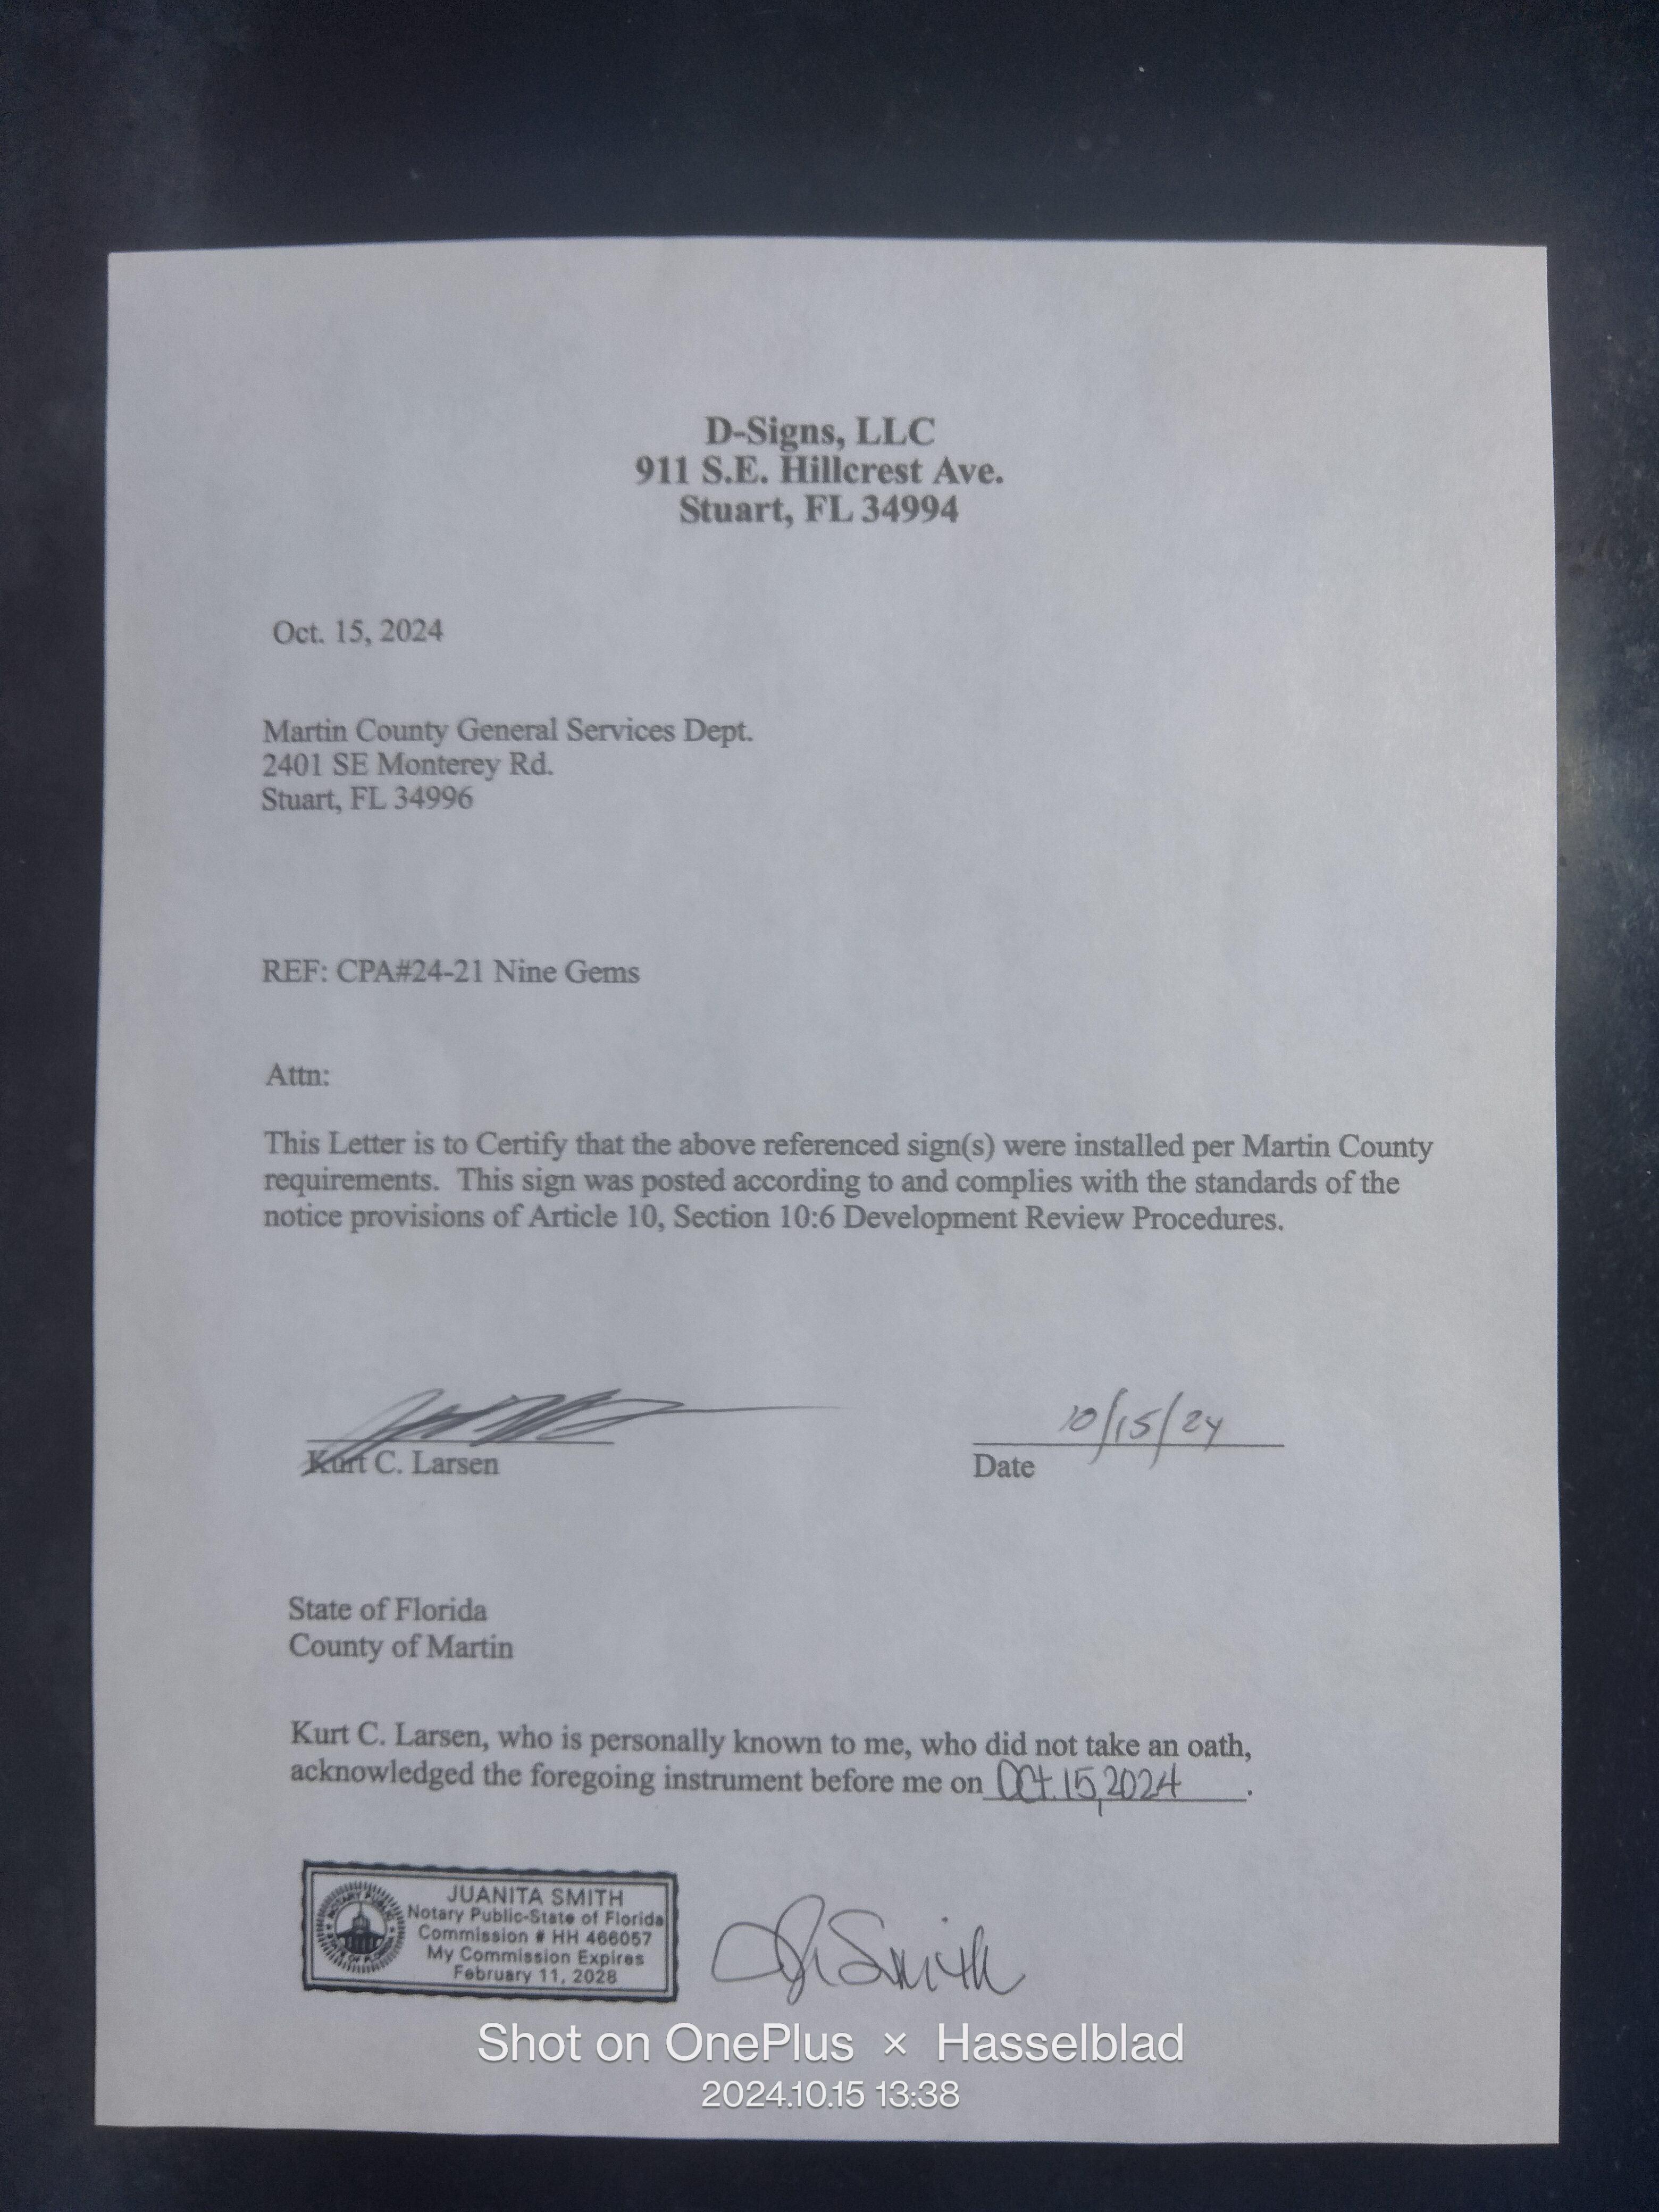 D-Signs, LLC
911 S.E. Hillcrest Ave.
Stuart, FL 34994
Oct. 15, 2024
Martin County General Services Dept.
2401 SE Monterey Rd.
Stuart, FL 34996
REF: CPA#24-21 Nine Gems
Attn:
This Letter is to Certify that the above referenced sign(s) were installed per Martin County
requirements. This sign was posted according to and complies with the standards of the
notice provisions of Article 10, Section 10:6 Development Review Procedures.
10/15/24
Kurt C. Larsen Date
State of Florida
County of Martin
Kurt C. Larsen, who is personally known to me, who did not take an oath,
acknowledged the foregoing instrument before me on Oct. 15, 2024.
NOTARY PUBLIC
STATE OF FLORIDA
JUANITA SMITH
Notary Public-State of Florida
Commission # HH 466057
My Commission Expires
February 11, 2028
Smith
Shot on OnePlus × Hasselblad
2024.10.15 13:38